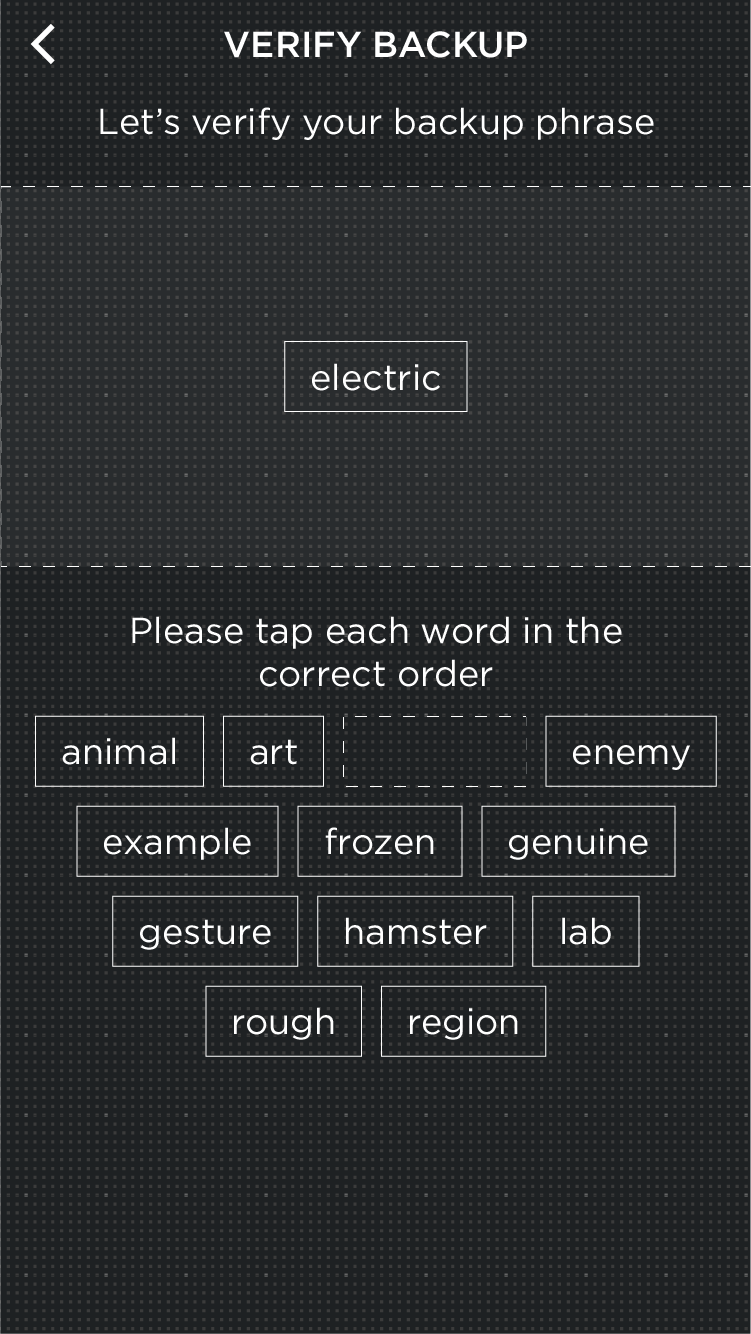 VERIFY BACKUP
Let’s verify your backup phrase
electric
Please tap each word in the
correct order
animal art enemy
example frozen genuine
gesture hamster lab
rough region